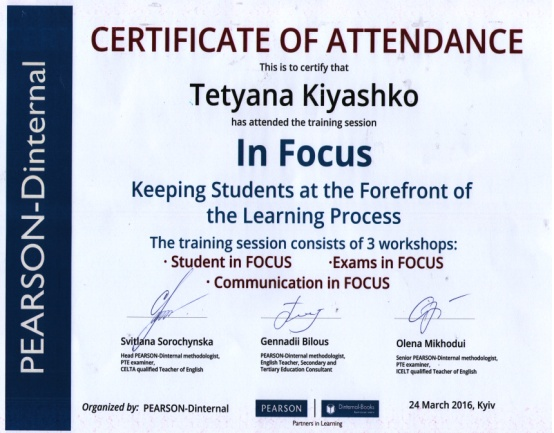 PEARSON-Dinternal
CERTIFICATE OF ATTENDANCE
This is to certify that
Tetyana Kiyashko
has attended the training session
In Focus
Keeping Students at the Forefront of
the Learning Process
The training session consists of 3 workshops:
· Student in FOCUS ·Exams in FOCUS
· Communication in FOCUS
Svitlana Sorochynska
Head PEARSON-Dinternal methodologist,
PTE examiner,
CELTA qualified Teacher of English
Gennadii Bilous
PEARSON-Dinternal methodologist,
English Teacher, Secondary and
Tertiary Education Consultant
Olena Mikhodui
Senior PEARSON-Dinternal methodologist,
PTE examiner,
ICELT qualified Teacher of English
Organized by: PEARSON-Dinternal
PEARSON
Dinternal-Books
Partners in Learning
24 March 2016, Kyiv